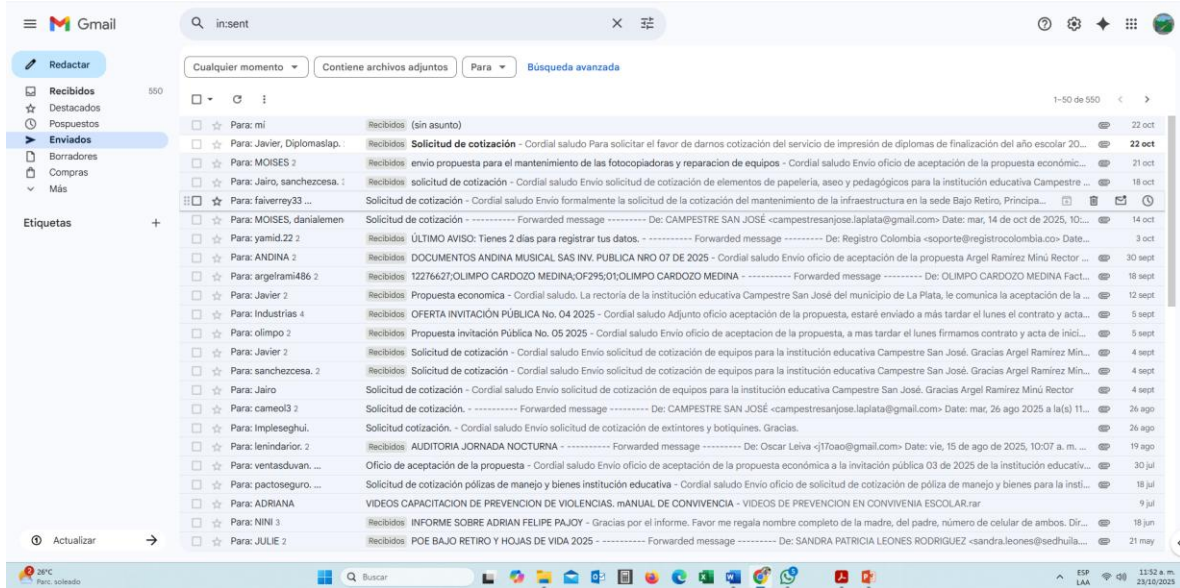 Gmail
in:sent
Redactar
Recibidos 550
Destacados
Pospuestos
Enviados
Borradores
Compras
Más
Etiquetas
Actualizar
Cualquier momento
Contiene archivos adjuntos
Para
Búsqueda avanzada
1–50 de 550
Para: mí Recibidos (sin asunto) 22 oct
Para: Javier, Diplomaslap. Recibidos Solicitud de cotización - Cordial saludo Para solicitar el favor de darnos cotización del servicio de impresión de diplomas de finalización del año escolar 20... 22 oct
Para: MOISES 2 Recibidos envio propuesta para el mantenimiento de las fotocopiadoras y reparacion de equipos - Cordial saludo Envío oficio de aceptación de la propuesta económic... 21 oct
Para: Jairo, sanchezcesa. Recibidos solicitud de cotización - Cordial saludo Envio solicitud de cotización de elementos de papelería, aseo y pedagógicos para la institución educativa Campestre ... 18 oct
Para: faiverrey33 ... Solicitud de cotización - Cordial saludo Envio formalmente la solicitud de la cotización del mantenimiento de la infraestructura en la sede Bajo Retiro, Principa...
Para: MOISES, danialemen Solicitud de cotización - ---------- Forwarded message --------- De: CAMPESTRE SAN JOSÉ <campestresanjose.laplata@gmail.com> Date: mar, 14 de oct de 2025, 10:... 14 oct
Para: yamid.22 2 Recibidos ÚLTIMO AVISO: Tienes 2 días para registrar tus datos. - ---------- Forwarded message --------- De: Registro Colombia <soporte@registrocolombia.co> Date... 3 oct
Para: ANDINA 2 Recibidos DOCUMENTOS ANDINA MUSICAL SAS INV. PUBLICA NRO 07 DE 2025 - Cordial saludo Envío oficio de aceptación de la propuesta Argel Ramirez Minú Rector ... 30 sept
Para: argelrami486 2 Recibidos 12276627;OLIMPO CARDOZO MEDINA;OF295;01;OLIMPO CARDOZO MEDINA - ---------- Forwarded message --------- De: OLIMPO CARDOZO MEDINA Fact... 18 sept
Para: Javier 2 Recibidos Propuesta economica - Cordial saludo. La rectoría de la institución educativa Campestre San José del municipio de La Plata, le comunica la aceptación de la ... 12 sept
Para: Industrias 4 Recibidos OFERTA INVITACIÓN PÚBLICA No. 04 2025 - Cordial saludo Adjunto oficio aceptación de la propuesta, estaré enviado a más tardar el lunes el contrato y acta... 5 sept
Para: olimpo 2 Recibidos Propuesta invitación Pública No. 05 2025 - Cordial saludo Envio oficio de aceptacion de la propuesta, a mas tardar el lunes firmamos contrato y acta de inici... 5 sept
Para: Javier 2 Recibidos Solicitud de cotización - Cordial saludo Envio solicitud de cotización de equipos para la institución educativa Campestre San José. Gracias Argel Ramirez Min... 4 sept
Para: sanchezcesa. 2 Recibidos Solicitud de cotización - Cordial saludo Envio solicitud de cotización de equipos para la institución educativa Campestre San José. Gracias Argel Ramirez Min... 4 sept
Para: Jairo Solicitud de cotización - Cordial saludo Envio solicitud de cotización de equipos para la institución educativa Campestre San José. Gracias Argel Ramirez Minú Rector 4 sept
Para: cameol3 2 Solicitud de cotización. - ---------- Forwarded message --------- De: CAMPESTRE SAN JOSÉ <campestresanjose.laplata@gmail.com> Date: mar, 26 ago 2025 a la(s) 11... 26 ago
Para: Impleseghui. Solicitud cotización. - Cordial saludo Envio solicitud de cotización de extintores y botiquines. Gracias. 26 ago
Para: lenindarior. 2 Recibidos AUDITORIA JORNADA NOCTURNA - ---------- Forwarded message --------- De: Oscar Leiva <j17oao@gmail.com> Date: vie, 15 de ago de 2025, 10:07 a. m. ... 19 ago
Para: ventasduvan. ... Oficio de aceptación de la propuesta - Cordial saludo Envio oficio de aceptación de la propuesta económica a la invitación pública 03 de 2025 de la institución educativ... 30 jul
Para: pactoseguro. ... Solicitud de cotización pólizas de manejo y bienes institución educativa - Cordial saludo Envío oficio de solicitud de cotización de póliza de manejo y bienes para la insti... 18 jul
Para: ADRIANA VIDEOS CAPACITACION DE PREVENCION DE VIOLENCIAS. mANUAL DE CONVIVENCIA - VIDEOS DE PREVENCION EN CONVIVENIA ESCOLAR.rar 9 jul
Para: NINI 3 Recibidos INFORME SOBRE ADRIAN FELIPE PAJOY - Gracias por el informe. Favor me regala nombre completo de la madre, del padre, número de celular de ambos. Dir... 18 jun
Para: JULIE 2 Recibidos POE BAJO RETIRO Y HOJAS DE VIDA 2025 - ---------- Forwarded message --------- De: SANDRA PATRICIA LEONES RODRIGUEZ <sandra.leones@sedhuila.... 21 may
26°C
Parc. soleado
Buscar
ESP
LAA
11:52 a. m.
23/10/2025